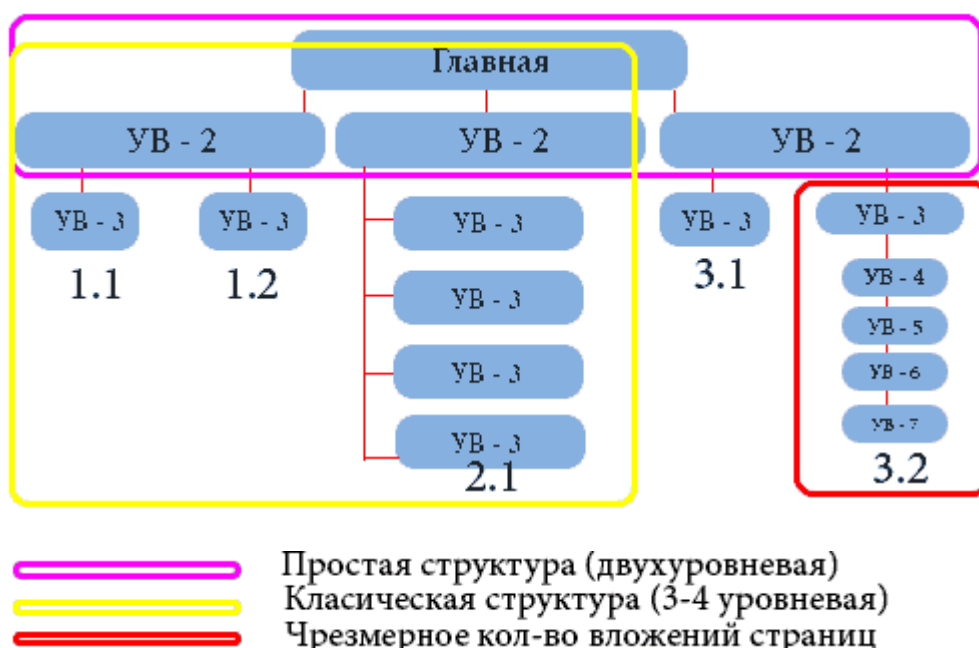 Главная
УВ - 2 УВ - 2 УВ - 2
УВ - 3 УВ - 3 УВ - 3 УВ - 3 УВ - 3
1.1 1.2 3.1
УВ - 3 УВ - 4
УВ - 5
УВ - 3 УВ - 6
УВ - 3 УВ - 7
2.1 3.2
Простая структура (двухуровневая)
Класическая структура (3-4 уровневая)
Чрезмерное кол-во вложений страниц